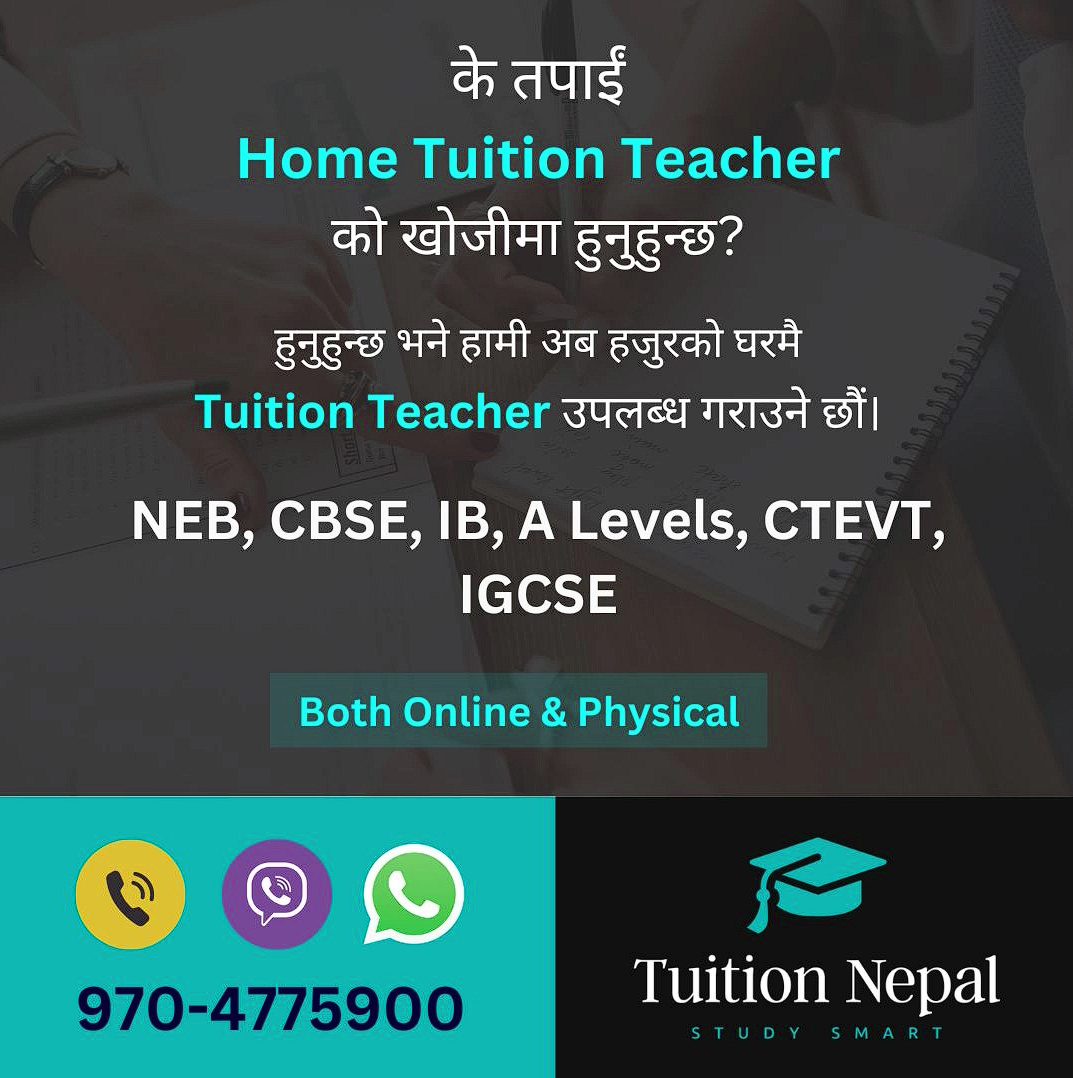 के तपाईं
Home Tuition Teacher
को खोजीमा हुनुहुन्छ?
हुनुहुन्छ भने हामी अब हजुरको घरमै
Tuition Teacher उपलब्ध गराउने छौं।
NEB, CBSE, IB, A Levels, CTEVT,
IGCSE
Both Online & Physical
970-4775900
Tuition Nepal
STUDY SMART